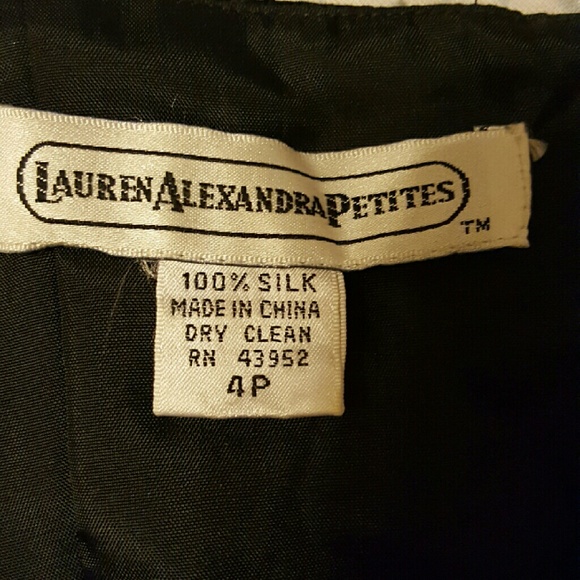 LAURENALEXANDRAPETITES
TM
100% SILK
MADE IN CHINA
DRY CLEAN
RN 43952
4P